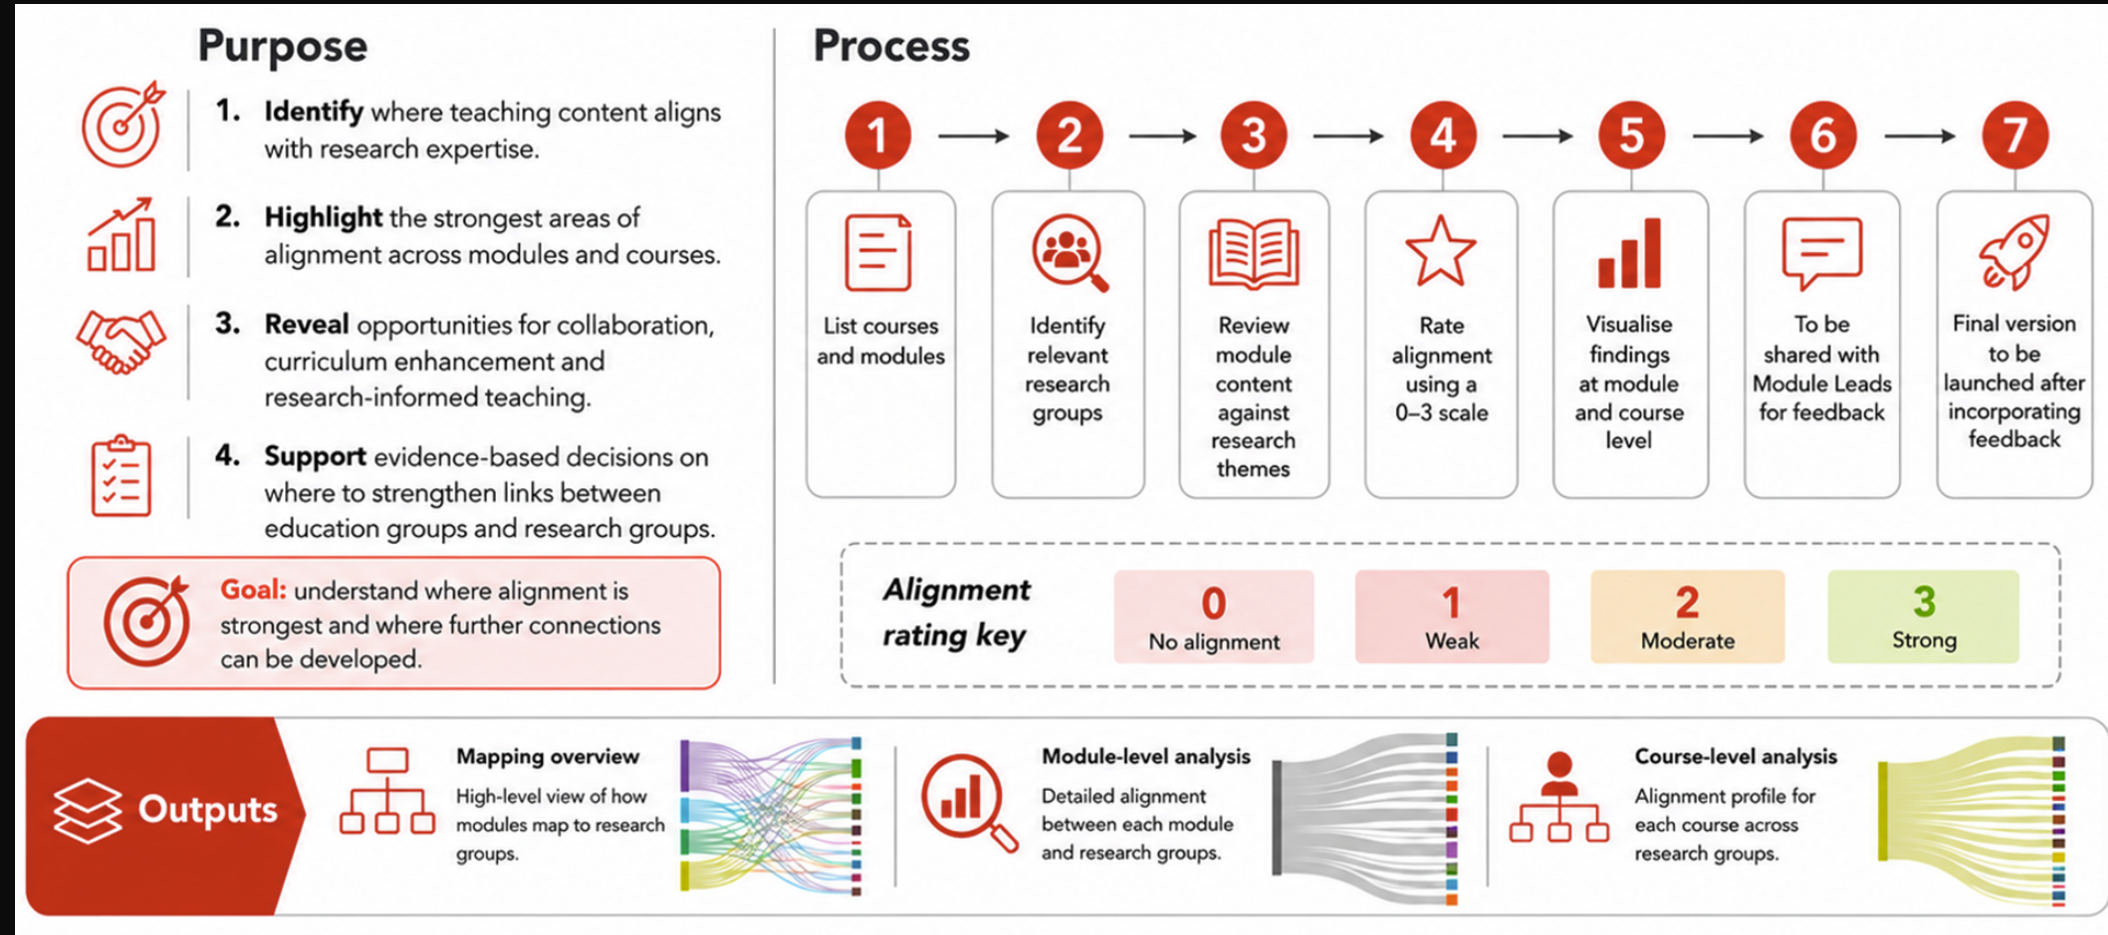 Purpose
1. Identify where teaching content aligns
with research expertise.
2. Highlight the strongest areas of
alignment across modules and courses.
3. Reveal opportunities for collaboration,
curriculum enhancement and
research-informed teaching.
4. Support evidence-based decisions on
where to strengthen links between
education groups and research groups.
Goal: understand where alignment is
strongest and where further connections
can be developed.
Process
1
List courses
and modules
2
Identify
relevant
research
groups
3
Review
module
content
against
research
themes
4
Rate
alignment
using a
0–3 scale
5
Visualise
findings
at module
and course
level
6
To be
shared with
Module Leads
for feedback
7
Final version
to be
launched after
incorporating
feedback
Alignment
rating key
0
No alignment
1
Weak
2
Moderate
3
Strong
Outputs
Mapping overview
High-level view of how
modules map to research
groups.
Module-level analysis
Detailed alignment
between each module
and research groups.
Course-level analysis
Alignment profile for
each course across
research groups.